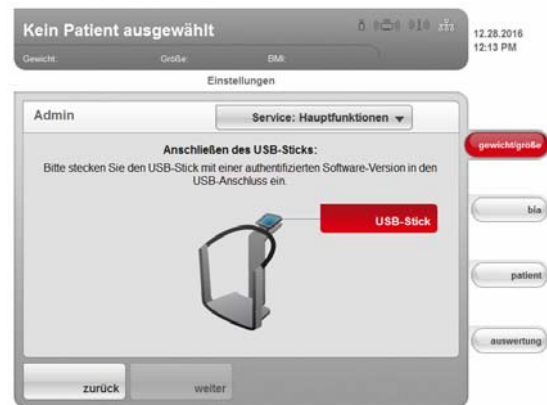 Kein Patient ausgewählt
12.28.2016
12:13 PM
Gewicht: Größe: BMI:
Einstellungen
Admin
Service: Hauptfunktionen
gewicht/größe
Anschließen des USB-Sticks:
Bitte stecken Sie den USB-Stick mit einer authentifizierten Software-Version in den
USB-Anschluss ein.
USB-Stick
bia
patient
auswertung
zurück
weiter